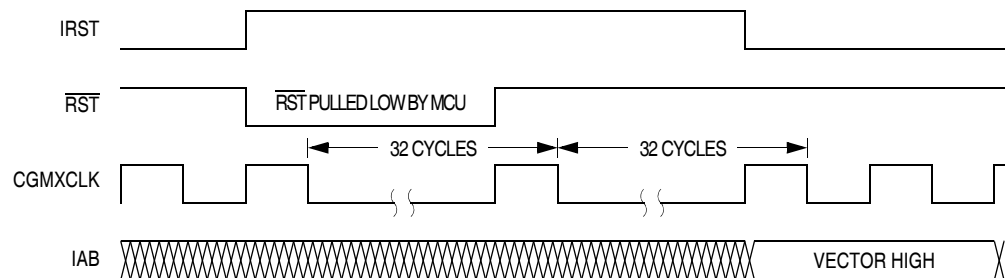 IRST
RST
RST PULLED LOW BY MCU
32 CYCLES
32 CYCLES
CGMXCLK
IAB
VECTOR HIGH